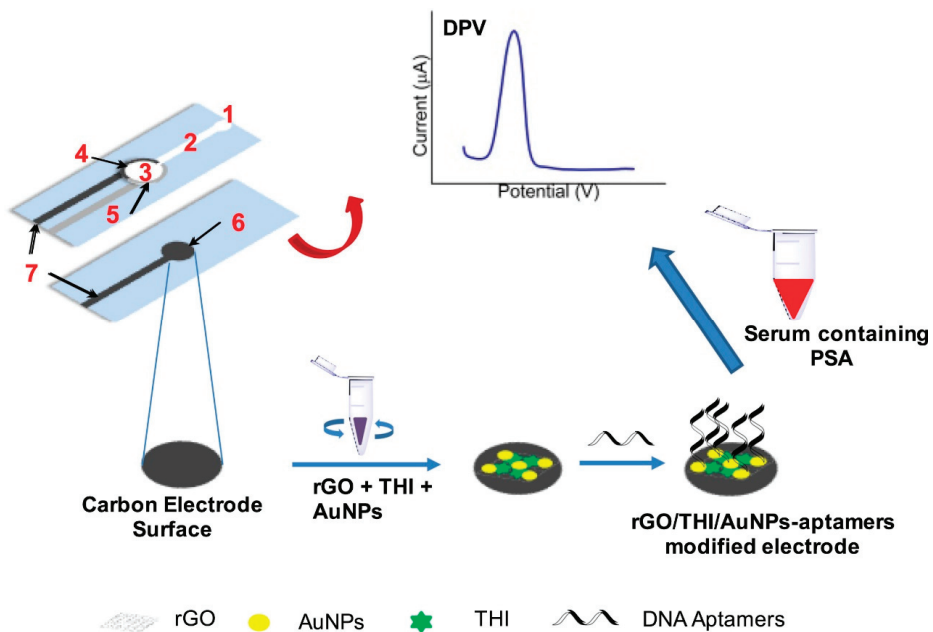 DPV
Current (μA)
Potential (V)
1
2
4
3
5
6
7
Serum containing
PSA
Carbon Electrode
Surface
rGO + THI +
AuNPs
rGO/THI/AuNPs-aptamers
modified electrode
rGO
AuNPs
THI
DNA Aptamers